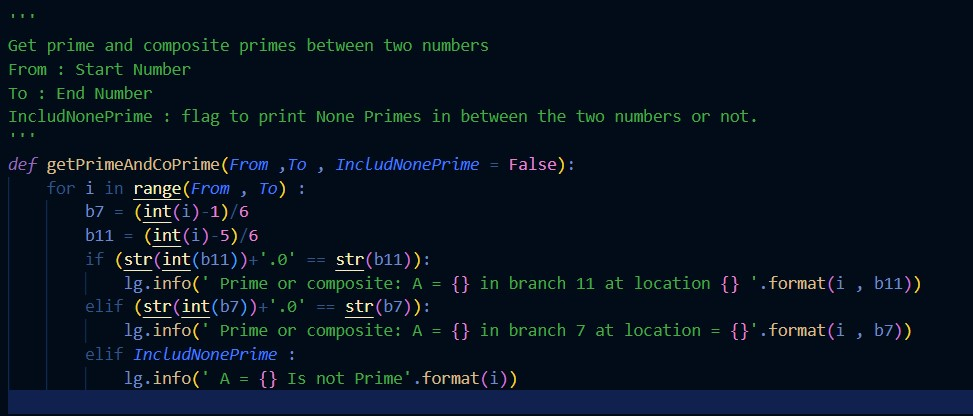 '''
Get prime and composite primes between two numbers
From : Start Number
To : End Number
IncludNonePrime : flag to print None Primes in between the two numbers or not.
'''
def getPrimeAndCoPrime(From ,To , IncludNonePrime = False):
    for i in range(From , To) :
        b7 = (int(i)-1)/6
        b11 = (int(i)-5)/6
        if (str(int(b11))+'.0' == str(b11)):
            lg.info(' Prime or composite: A = {} in branch 11 at location {} '.format(i , b11))
        elif (str(int(b7))+'.0' == str(b7)):
            lg.info(' Prime or composite: A = {} in branch 7 at location = {}'.format(i , b7))
        elif IncludNonePrime :
            lg.info(' A = {} Is not Prime'.format(i))